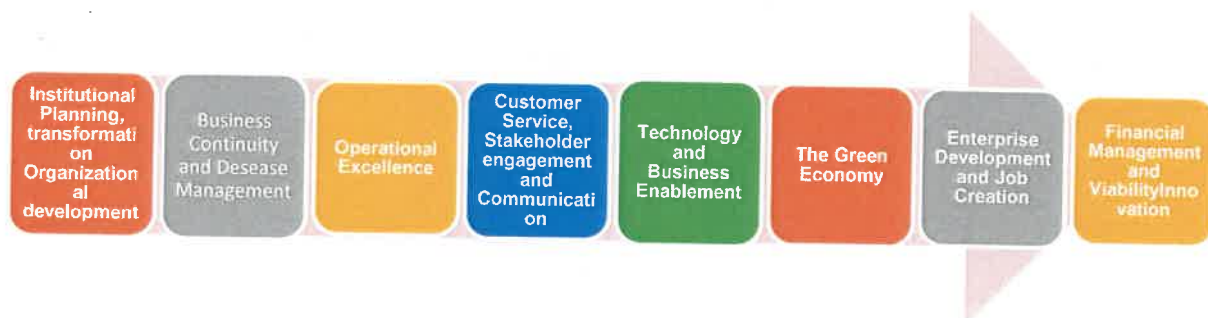 Institutional
Planning,
transformati
on
Organization
al
development
Business
Continuity
and Desease
Management
Operational
Excellence
Customer
Service,
Stakeholder
engagement
and
Communicati
on
Technology
and
Business
Enablement
The Green
Economy
Enterprise
Development
and Job
Creation
Financial
Management
and
ViabilityInno
vation